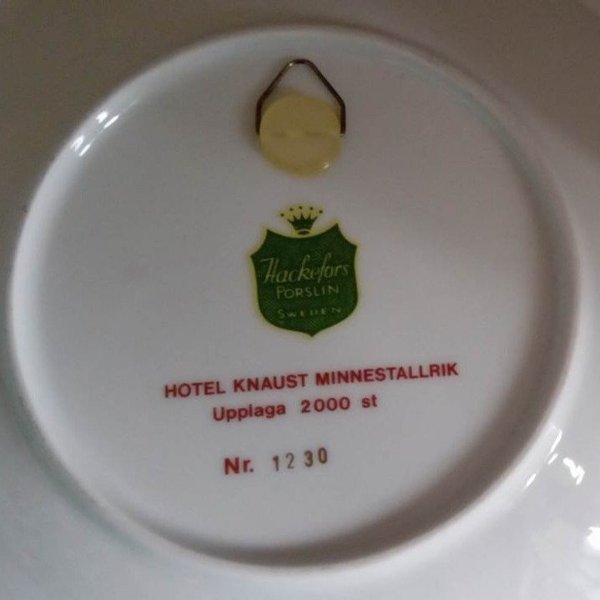 Hackefors
PORSLIN
SWEDEN
HOTEL KNAUST MINNESTALLRIK
Upplaga 2000 st
Nr. 1230